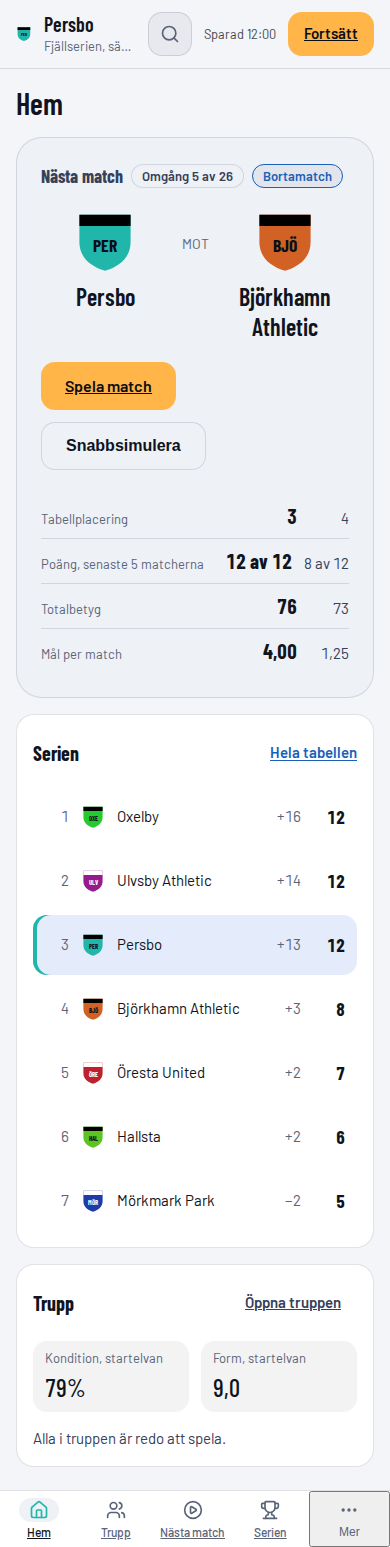 PER
Persbo
Fjällserien, sä...
Sparad 12:00
Fortsätt
Hem
Nästa match
Omgång 5 av 26
Bortamatch
PER
MOT
BJÖ
Persbo
Björkhamn
Athletic
Spela match
Snabbsimulera
Tabellplacering 3 4
Poäng, senaste 5 matcherna 12 av 12 8 av 12
Totalbetyg 76 73
Mål per match 4,00 1,25
Serien
Hela tabellen
1 OXE Oxelby +16 12
2 ULV Ulvsby Athletic +14 12
3 PER Persbo +13 12
4 BJÖ Björkhamn Athletic +3 8
5 ÖRE Öresta United +2 7
6 HAL Hallsta +2 6
7 MÖR Mörkmark Park −2 5
Trupp
Öppna truppen
Kondition, startelvan
79%
Form, startelvan
9,0
Alla i truppen är redo att spela.
Hem
Trupp
Nästa match
Serien
Mer